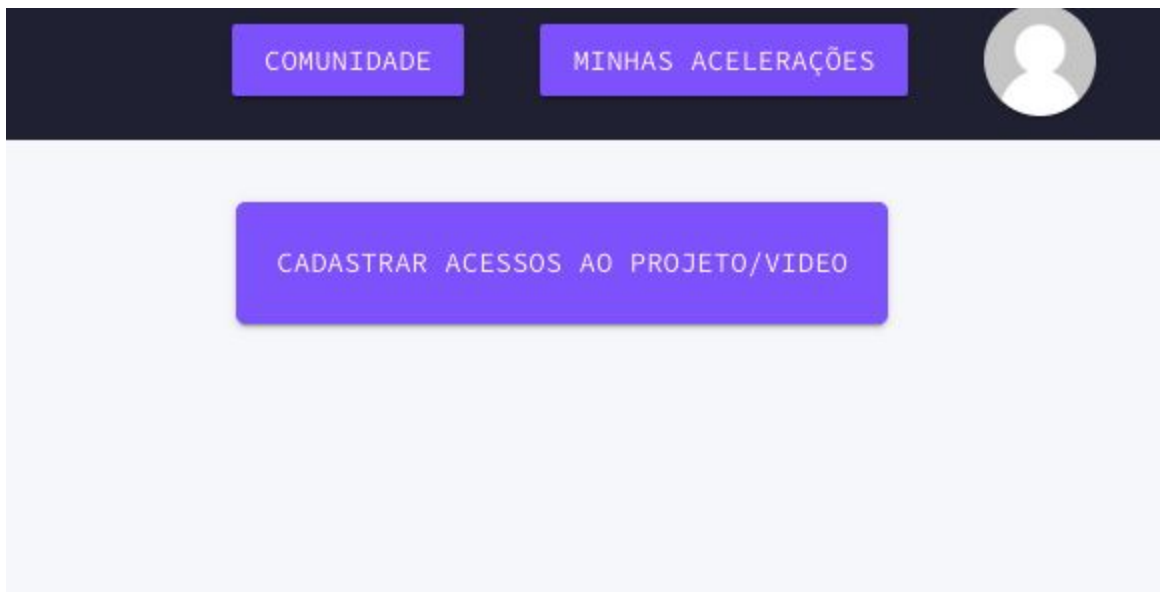 COMUNIDADE
MINHAS ACELERAÇÕES
CADASTRAR ACESSOS AO PROJETO/VIDEO